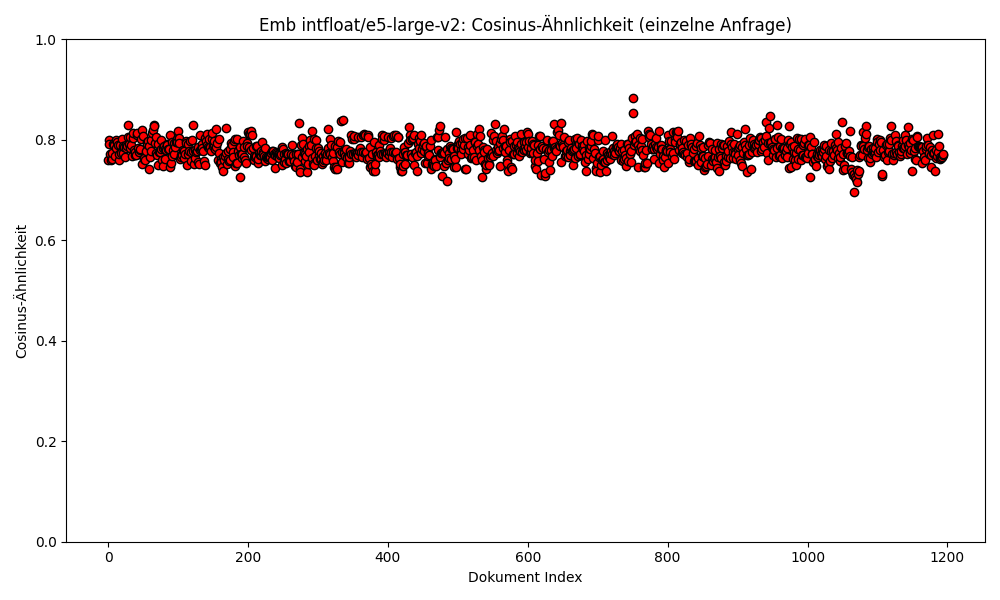 Emb intfloat/e5-large-v2: Cosinus-Ähnlichkeit (einzelne Anfrage)
Cosinus-Ähnlichkeit
1.0
0.8
0.6
0.4
0.2
0.0
0 200 400 600 800 1000 1200
Dokument Index